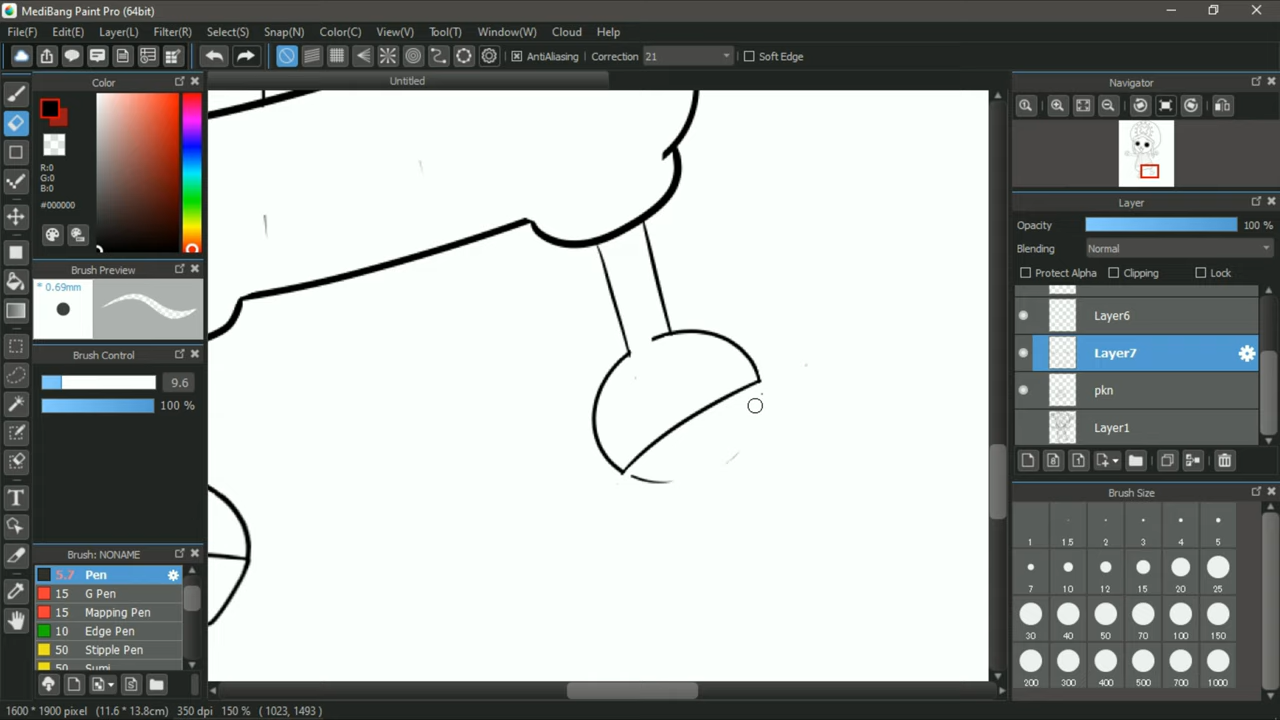 MediBang Paint Pro (64bit)
File(F) Edit(E) Layer(L) Filter(R) Select(S) Snap(N) Color(C) View(V) Tool(T) Window(W) Cloud Help
AntiAliasing Correction 21 Soft Edge
Color
Untitled
Navigator
R:0
G:0
B:0
#000000
Layer
Opacity 100 %
Blending Normal
Protect Alpha Clipping Lock
Brush Preview
* 0.69mm
Layer6
Layer7
pkn
Layer1
Brush Control
9.6
100 %
Brush Size
1 1.5 2 3 4 5
7 10 12 15 20 25
30 40 50 70 100 150
200 300 400 500 700 1000
Brush: NONAME
5.7 Pen
15 G Pen
15 Mapping Pen
10 Edge Pen
50 Stipple Pen
50 Sumi
T
1600 * 1900 pixel (11.6 * 13.8cm) 350 dpi 150 % ( 1023, 1493 )